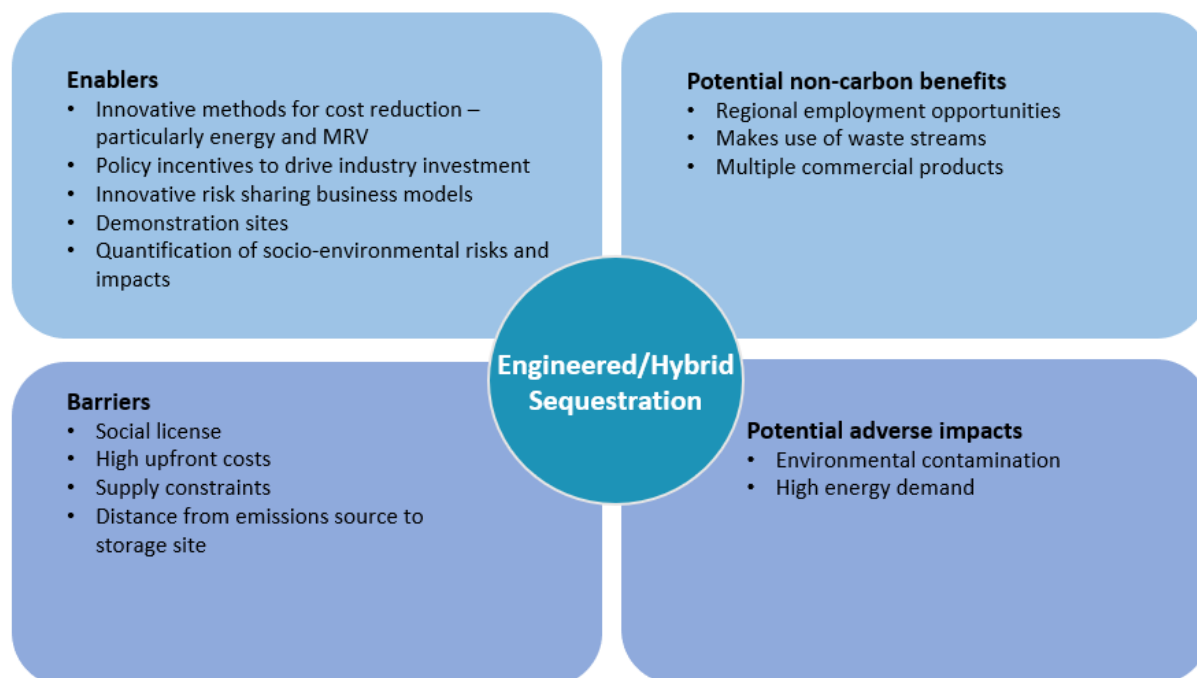 Enablers
• Innovative methods for cost reduction –
particularly energy and MRV
• Policy incentives to drive industry investment
• Innovative risk sharing business models
• Demonstration sites
• Quantification of socio-environmental risks and
impacts
Potential non-carbon benefits
• Regional employment opportunities
• Makes use of waste streams
• Multiple commercial products
Engineered/Hybrid
Sequestration
Barriers
• Social license
• High upfront costs
• Supply constraints
• Distance from emissions source to
storage site
Potential adverse impacts
• Environmental contamination
• High energy demand